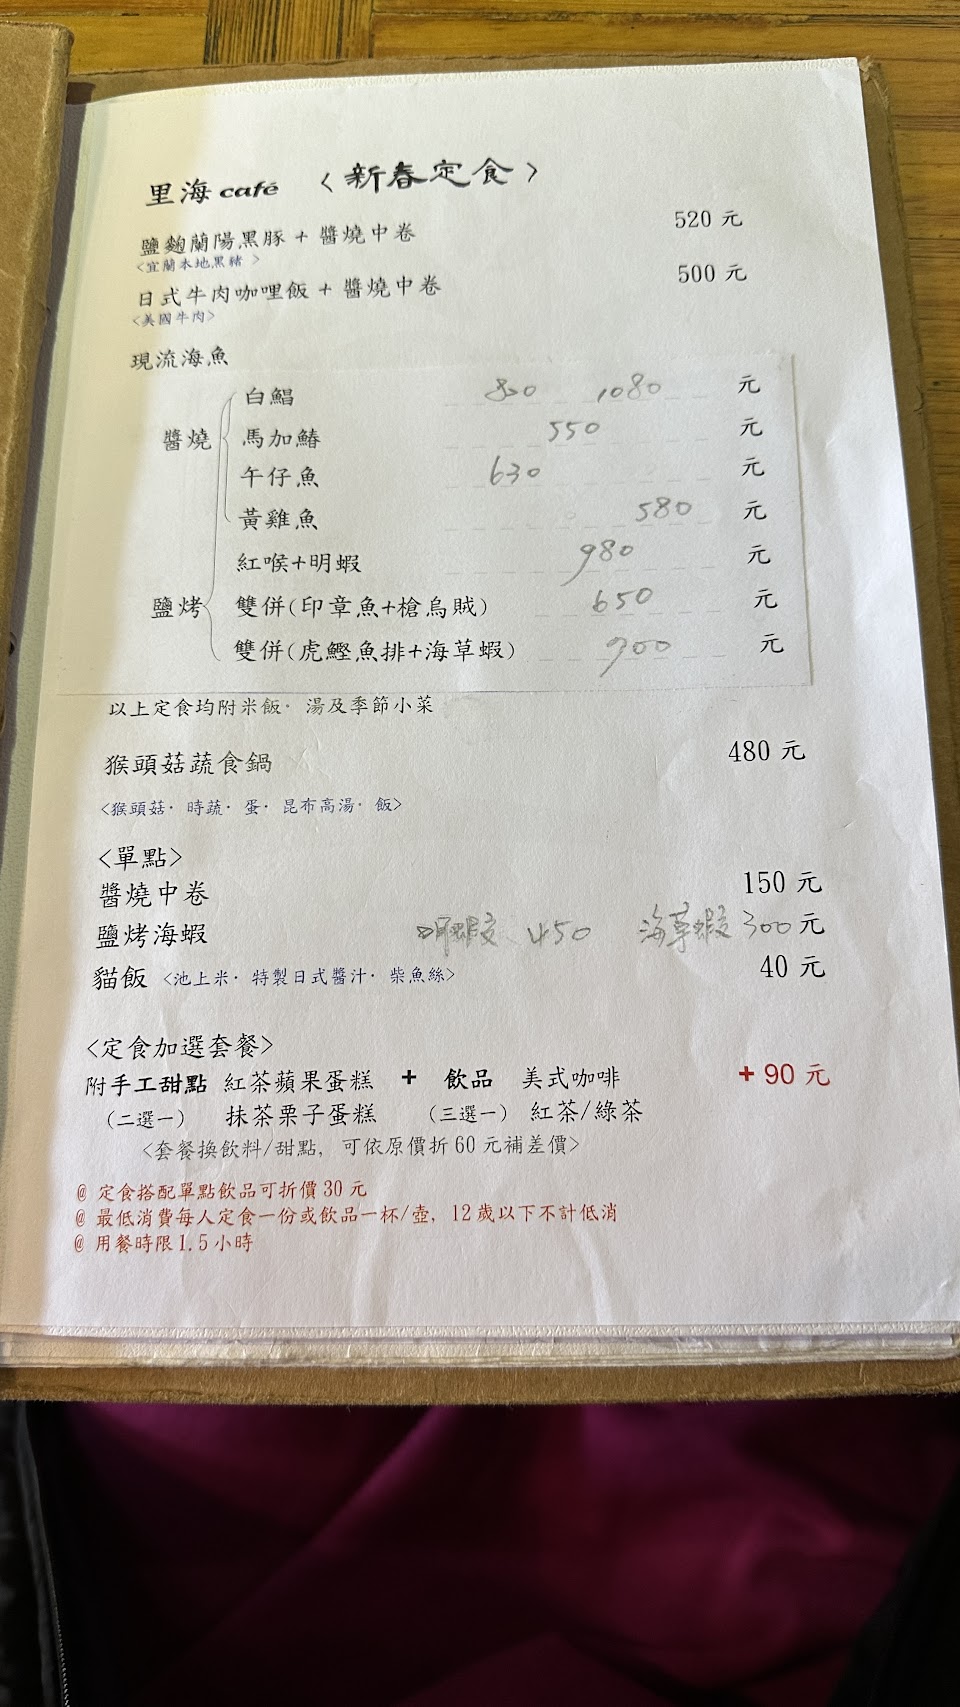 里海 café 〈新春定食〉
鹽麴蘭陽黑豚 + 醬燒中卷 520 元
<宜蘭本地黑豬 >
日式牛肉咖哩飯 + 醬燒中卷 500 元
<美國牛肉>
現流海魚
醬燒
白鯧 830 1080 元
馬加鰆 550 元
午仔魚 630 元
黃雞魚 580 元
鹽烤
紅喉+明蝦 980 元
雙併(印章魚+槍烏賊) 650 元
雙併(虎鰹魚排+海草蝦) 900 元
以上定食均附米飯· 湯及季節小菜
猴頭菇蔬食鍋 480 元
<猴頭菇· 時蔬· 蛋· 昆布高湯· 飯>
<單點>
醬燒中卷 150 元
鹽烤海蝦 明蝦 450 海草蝦 300 元
貓飯 <池上米· 特製日式醬汁· 柴魚絲> 40 元
<定食加選套餐>
附手工甜點 紅茶蘋果蛋糕 + 飲品 美式咖啡 + 90 元
(二選一) 抹茶栗子蛋糕 (三選一) 紅茶/綠茶
<套餐換飲料/甜點, 可依原價折 60 元補差價>
@ 定食搭配單點飲品可折價 30 元
@ 最低消費每人定食一份或飲品一杯/壺, 12 歲以下不計低消
@ 用餐時限 1.5 小時